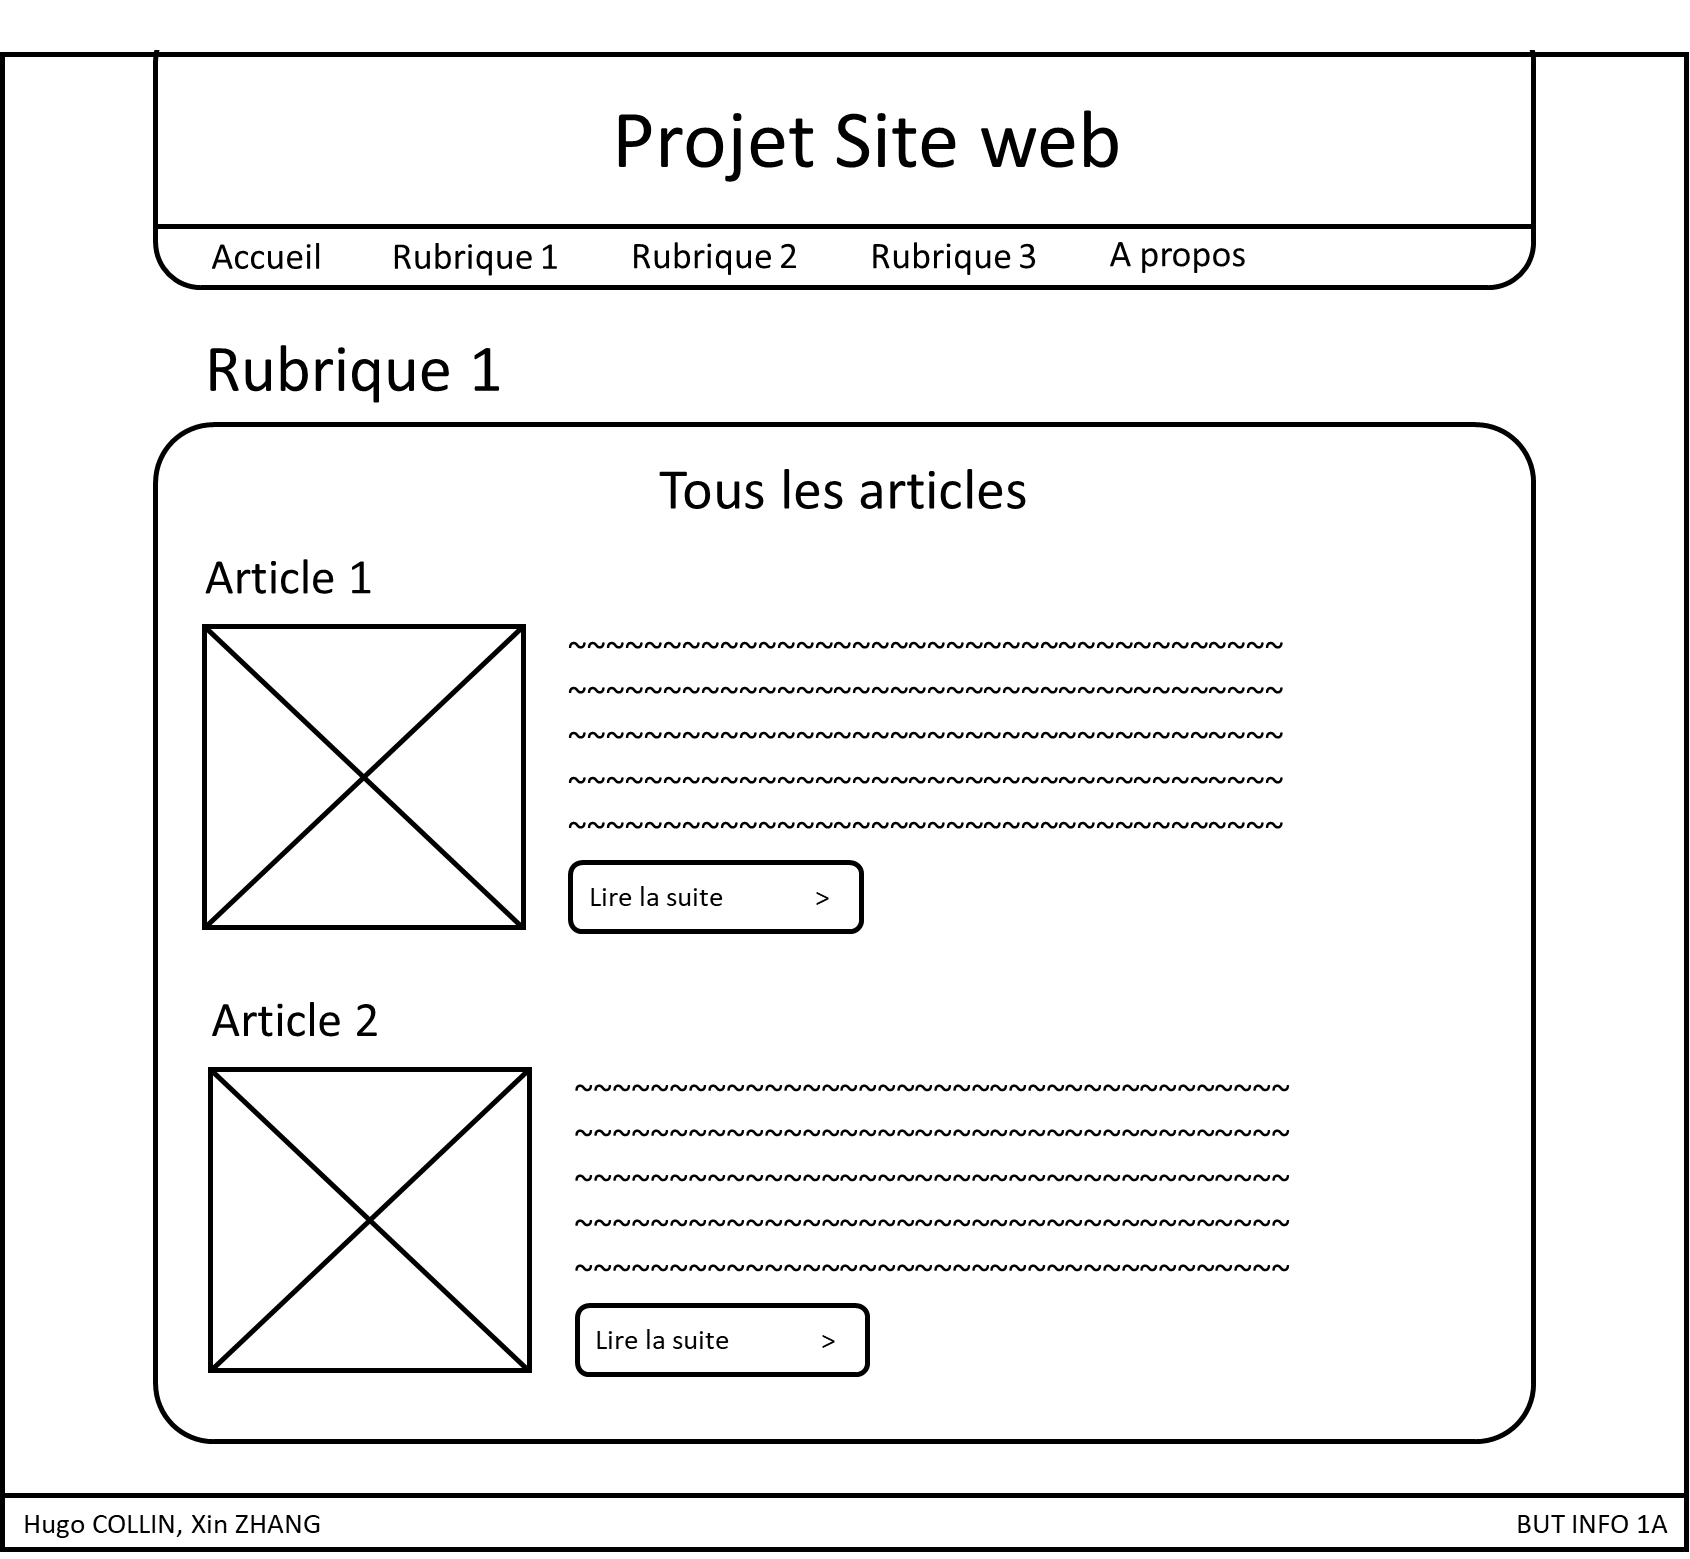 Projet Site web
Accueil Rubrique 1 Rubrique 2 Rubrique 3 A propos
Rubrique 1
Tous les articles
Article 1
~~~~~~~~~~~~~~~~~~~~~~~~~~~~~~~~~~~~~~
~~~~~~~~~~~~~~~~~~~~~~~~~~~~~~~~~~~~~~
~~~~~~~~~~~~~~~~~~~~~~~~~~~~~~~~~~~~~~
~~~~~~~~~~~~~~~~~~~~~~~~~~~~~~~~~~~~~~
~~~~~~~~~~~~~~~~~~~~~~~~~~~~~~~~~~~~~~
Lire la suite >
Article 2
~~~~~~~~~~~~~~~~~~~~~~~~~~~~~~~~~~~~~~
~~~~~~~~~~~~~~~~~~~~~~~~~~~~~~~~~~~~~~
~~~~~~~~~~~~~~~~~~~~~~~~~~~~~~~~~~~~~~
~~~~~~~~~~~~~~~~~~~~~~~~~~~~~~~~~~~~~~
~~~~~~~~~~~~~~~~~~~~~~~~~~~~~~~~~~~~~~
Lire la suite >
Hugo COLLIN, Xin ZHANG BUT INFO 1A